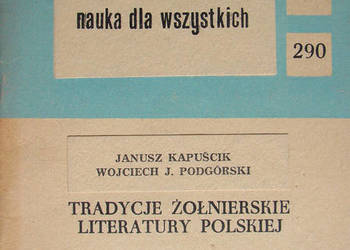 nauka dla wszystkich
290
JANUSZ KAPUŚCIK
WOJCIECH J. PODGÓRSKI
TRADYCJE ŻOŁNIERSKIE
LITERATURY POLSKIEJ